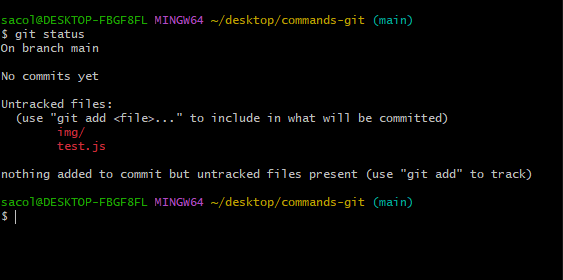 sacol@DESKTOP-FBGF8FL MINGW64 ~/desktop/commands-git (main)
$ git status
On branch main
No commits yet
Untracked files:
(use "git add <file>..." to include in what will be committed)
img/
test.js
nothing added to commit but untracked files present (use "git add" to track)
sacol@DESKTOP-FBGF8FL MINGW64 ~/desktop/commands-git (main)
$